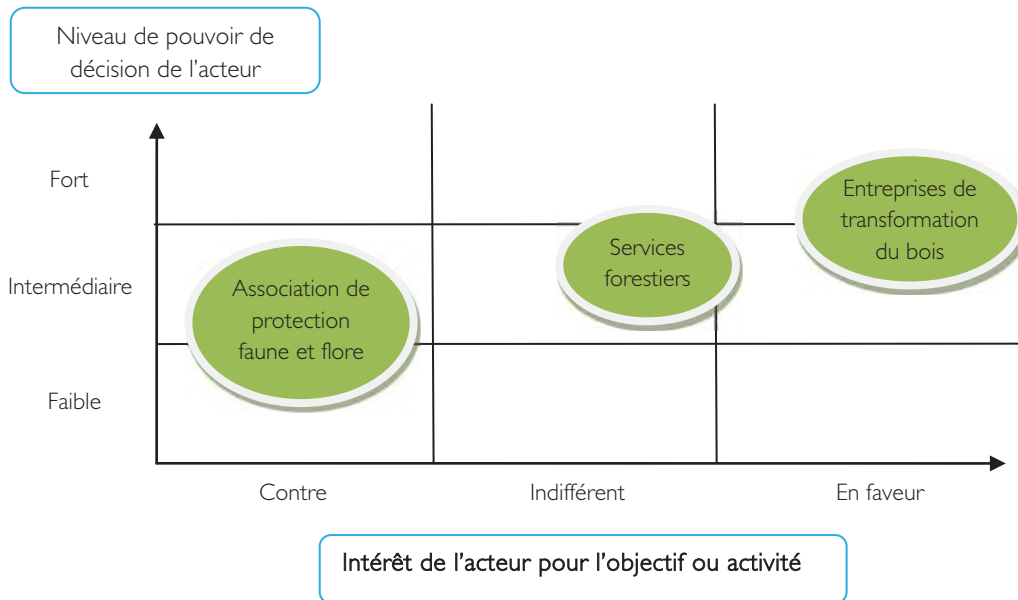 Niveau de pouvoir de
décision de l’acteur
Fort
Entreprises de
transformation
du bois
Services
forestiers
Intermédiaire
Association de
protection
faune et flore
Faible
Contre
Indifférent
En faveur
Intérêt de l’acteur pour l’objectif ou activité